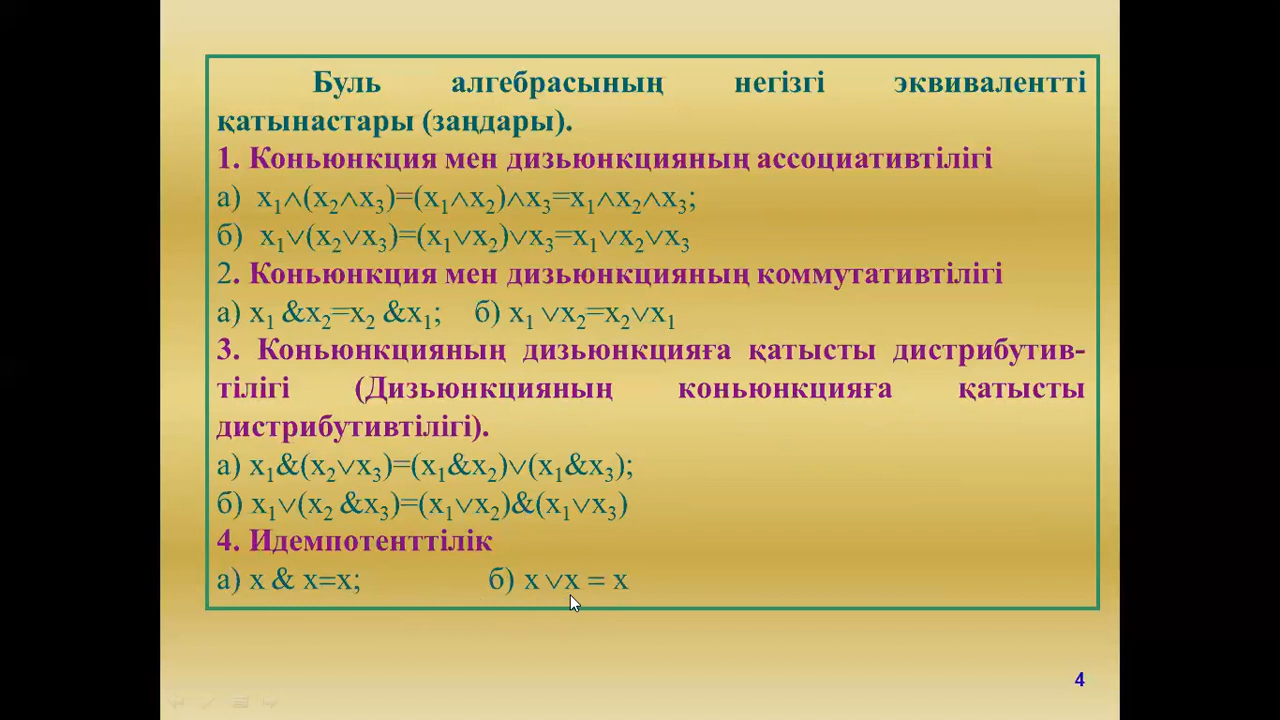 Буль алгебрасының негізгі эквивалентті
қатынастары (заңдары).
1. Коньюнкция мен дизьюнкцияның ассоциативтілігі
а) x₁∧(x₂∧x₃)=(x₁∧x₂)∧x₃=x₁∧x₂∧x₃;
б) x₁∨(x₂∨x₃)=(x₁∨x₂)∨x₃=x₁∨x₂∨x₃
2. Коньюнкция мен дизьюнкцияның коммутативтілігі
а) x₁ &x₂=x₂ &x₁; б) x₁ ∨x₂=x₂∨x₁
3. Коньюнкцияның дизьюнкцияға қатысты дистрибутив-
тілігі (Дизьюнкцияның коньюнкцияға қатысты
дистрибутивтілігі).
а) x₁&(x₂∨x₃)=(x₁&x₂)∨(x₁&x₃);
б) x₁∨(x₂ &x₃)=(x₁∨x₂)&(x₁∨x₃)
4. Идемпотенттілік
а) x & x=x; б) x ∨x = x
4